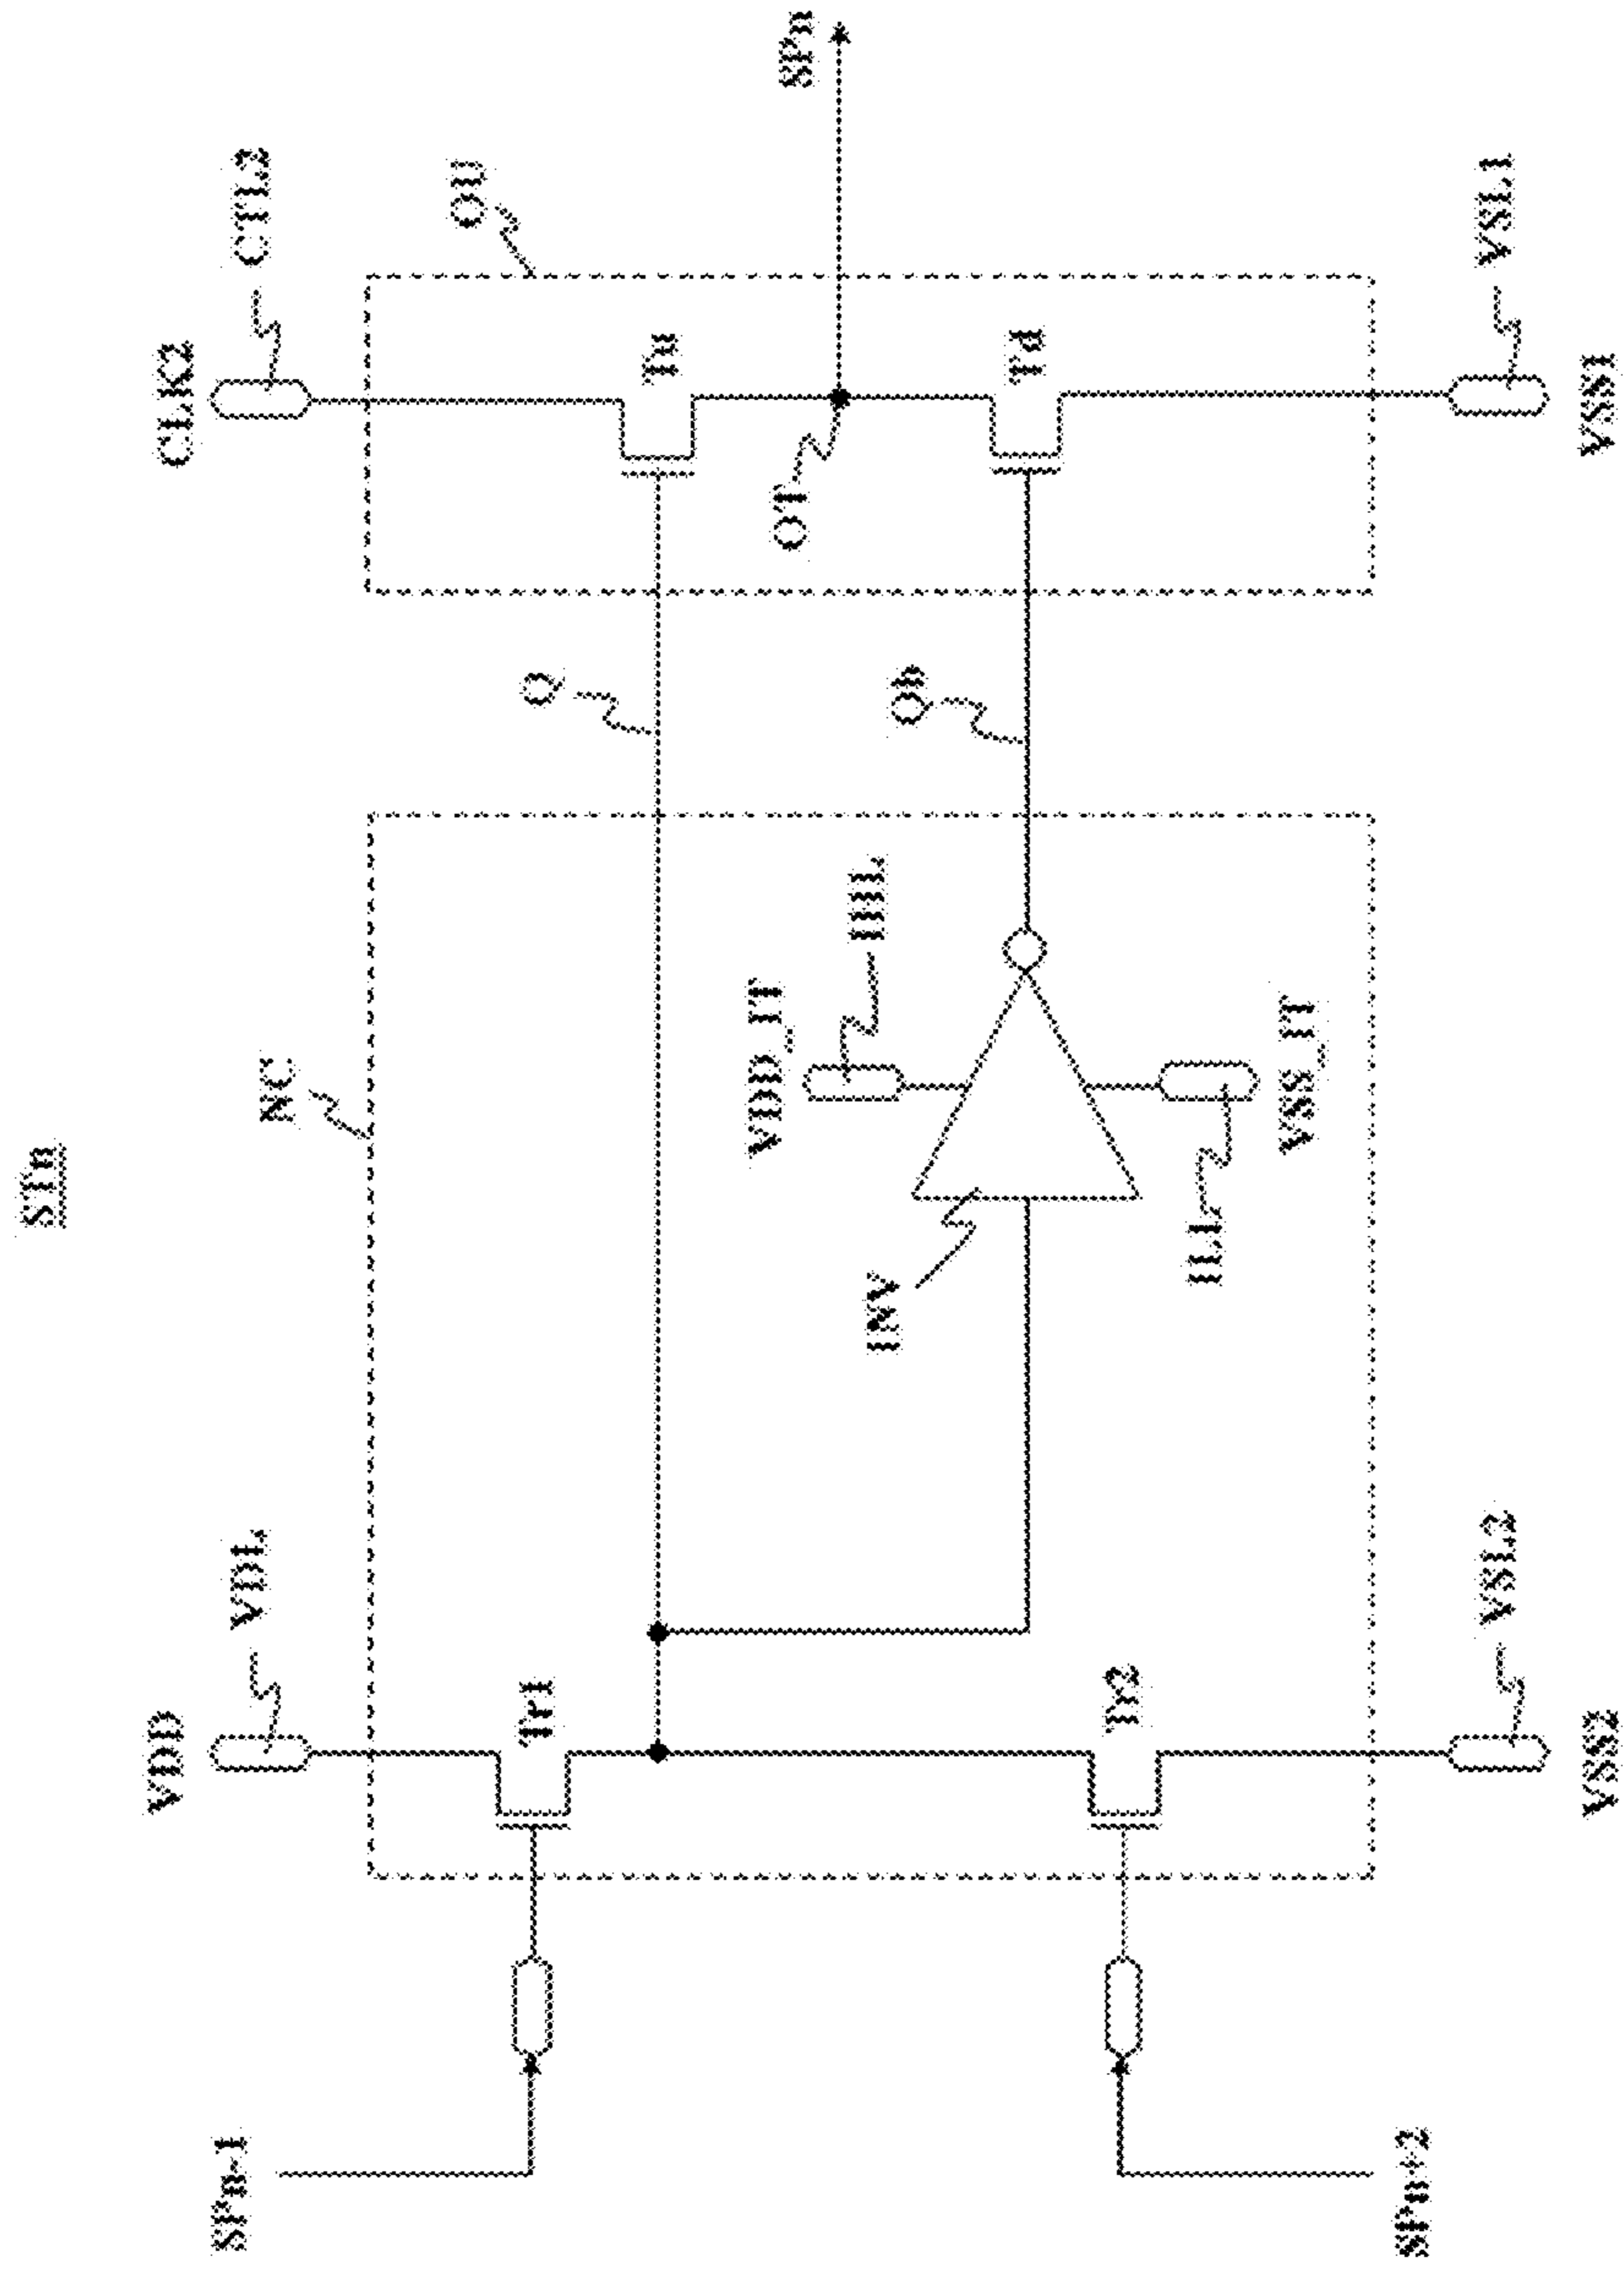 STn
VDD
VDL
NC
CLK2
CTL2
OU
SPn-1
Tr1
Q
Tu
SPn
VDD_IT
IHL
INV
OT
Qb
Td
ILL
VSS_IT
Tr2
SPn+2
VSL2
VSS2
VSL1
VSS1